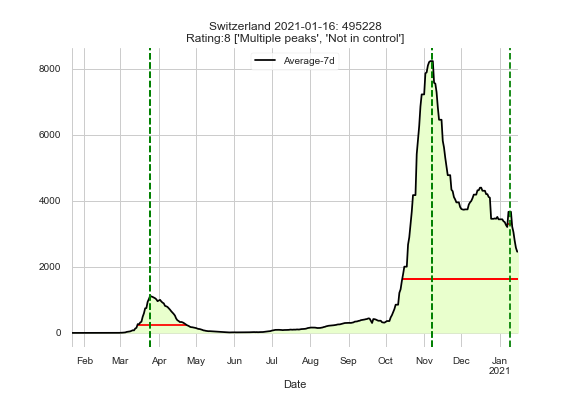 Switzerland 2021-01-16: 495228
Rating:8 ['Multiple peaks', 'Not in control']
Average-7d
8000
6000
4000
2000
0
Feb Mar Apr May Jun Jul Aug Sep Oct Nov Dec Jan
2021
Date